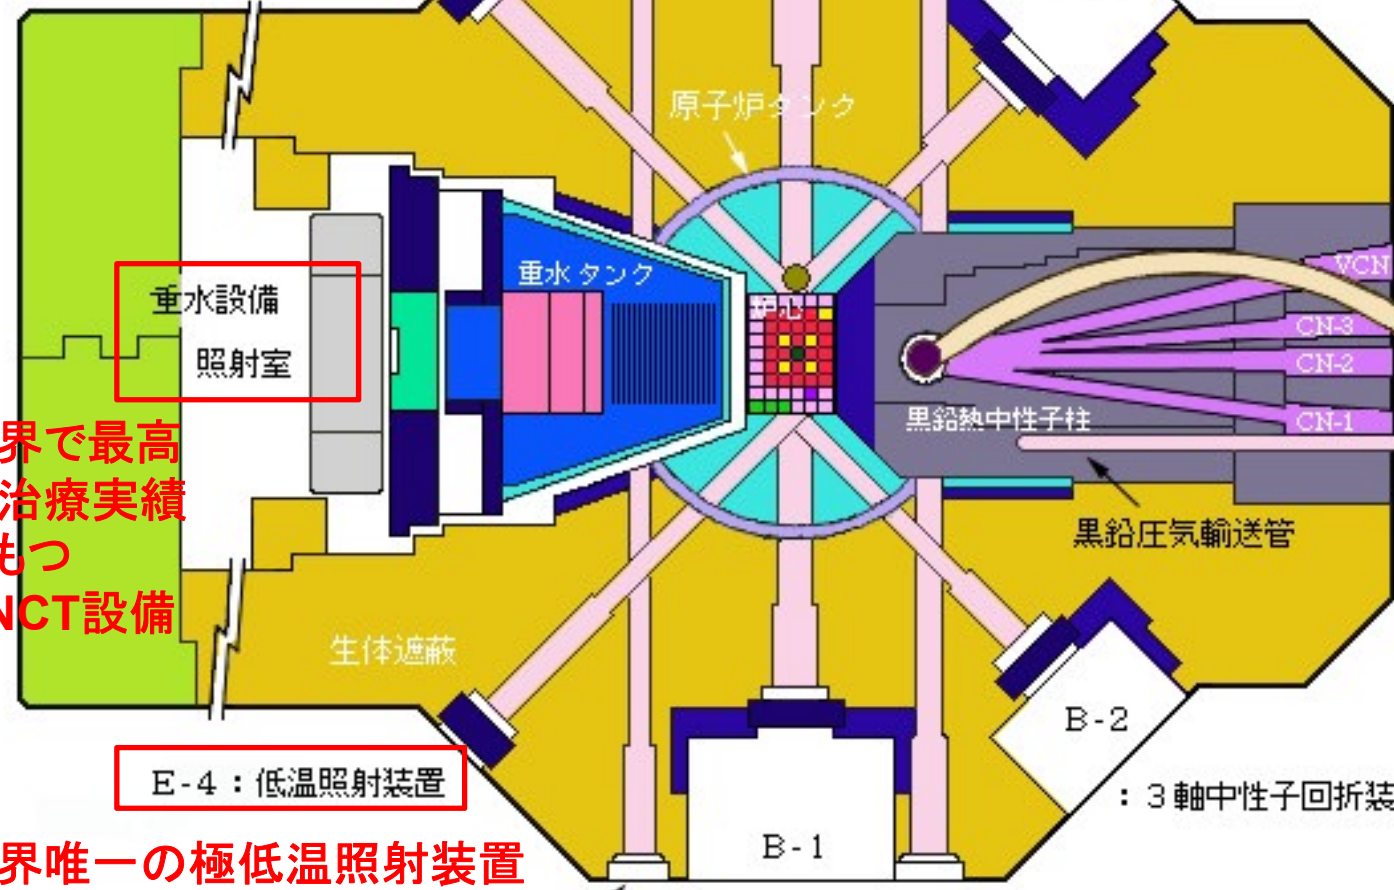 原子炉タンク
重水タンク
炉心
重水設備
照射室
VCN
CN-3
CN-2
CN-1
黒鉛熱中性子柱
黒鉛圧気輸送管
界で最高
治療実績
もつ
NCT設備
生体遮蔽
B-2
E-4：低温照射装置
：3軸中性子回折装
B-1
界唯一の極低温照射装置